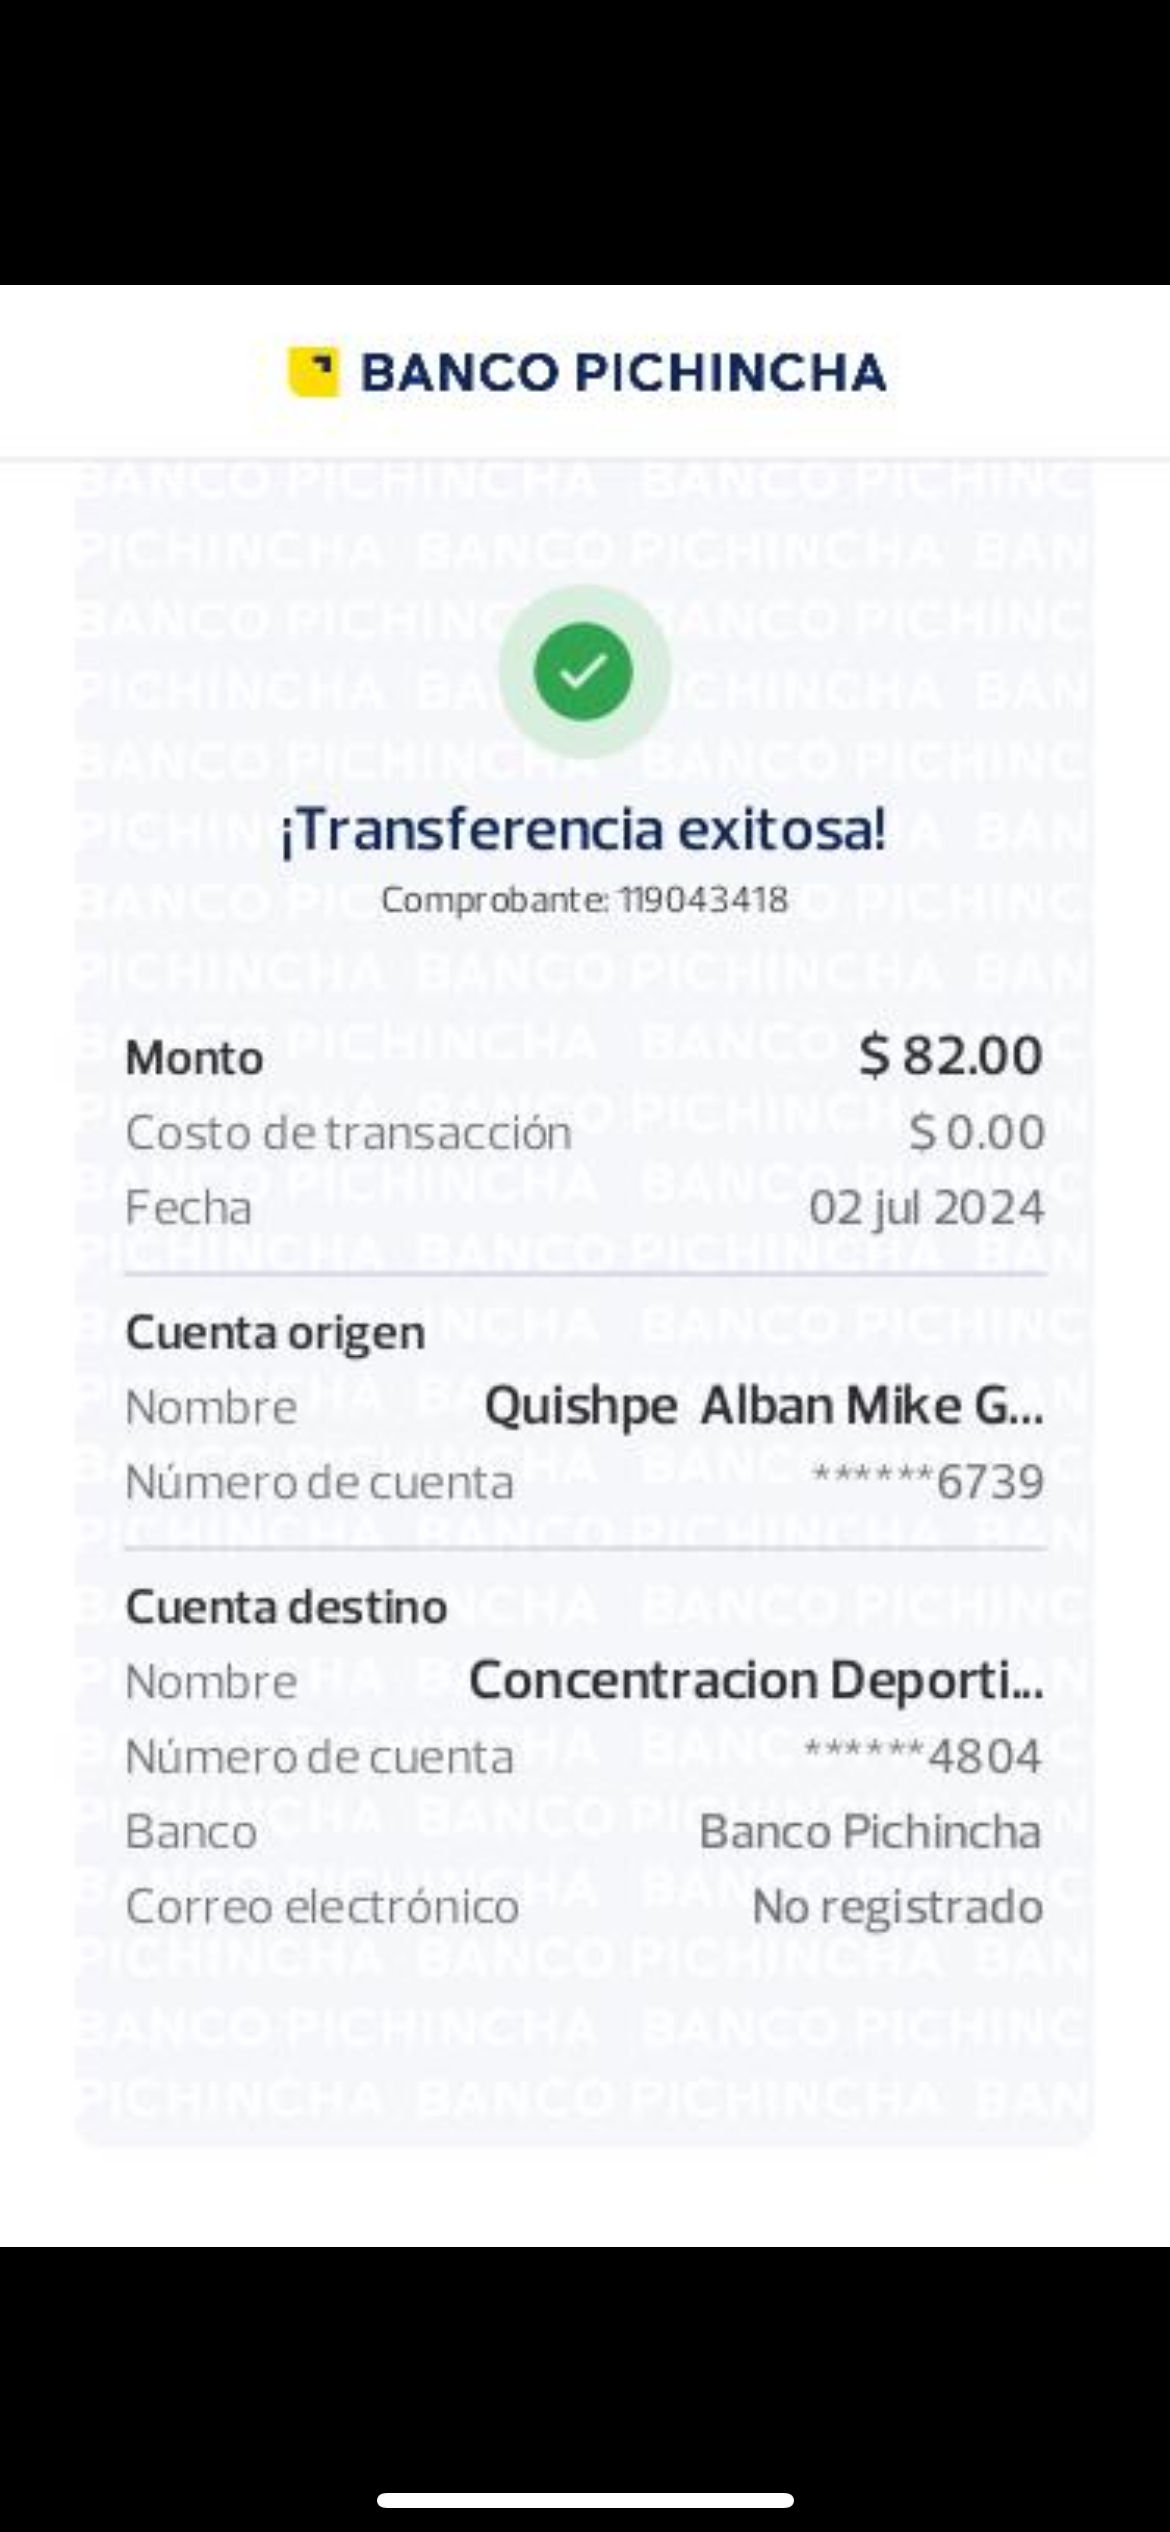 BANCO PICHINCHA
¡Transferencia exitosa!
Comprobante: 119043418
Monto $ 82.00
Costo de transacción $ 0.00
Fecha 02 jul 2024
Cuenta origen
Nombre Quishpe Alban Mike G...
Número de cuenta ******6739
Cuenta destino
Nombre Concentracion Deporti...
Número de cuenta ******4804
Banco Banco Pichincha
Correo electrónico No registrado